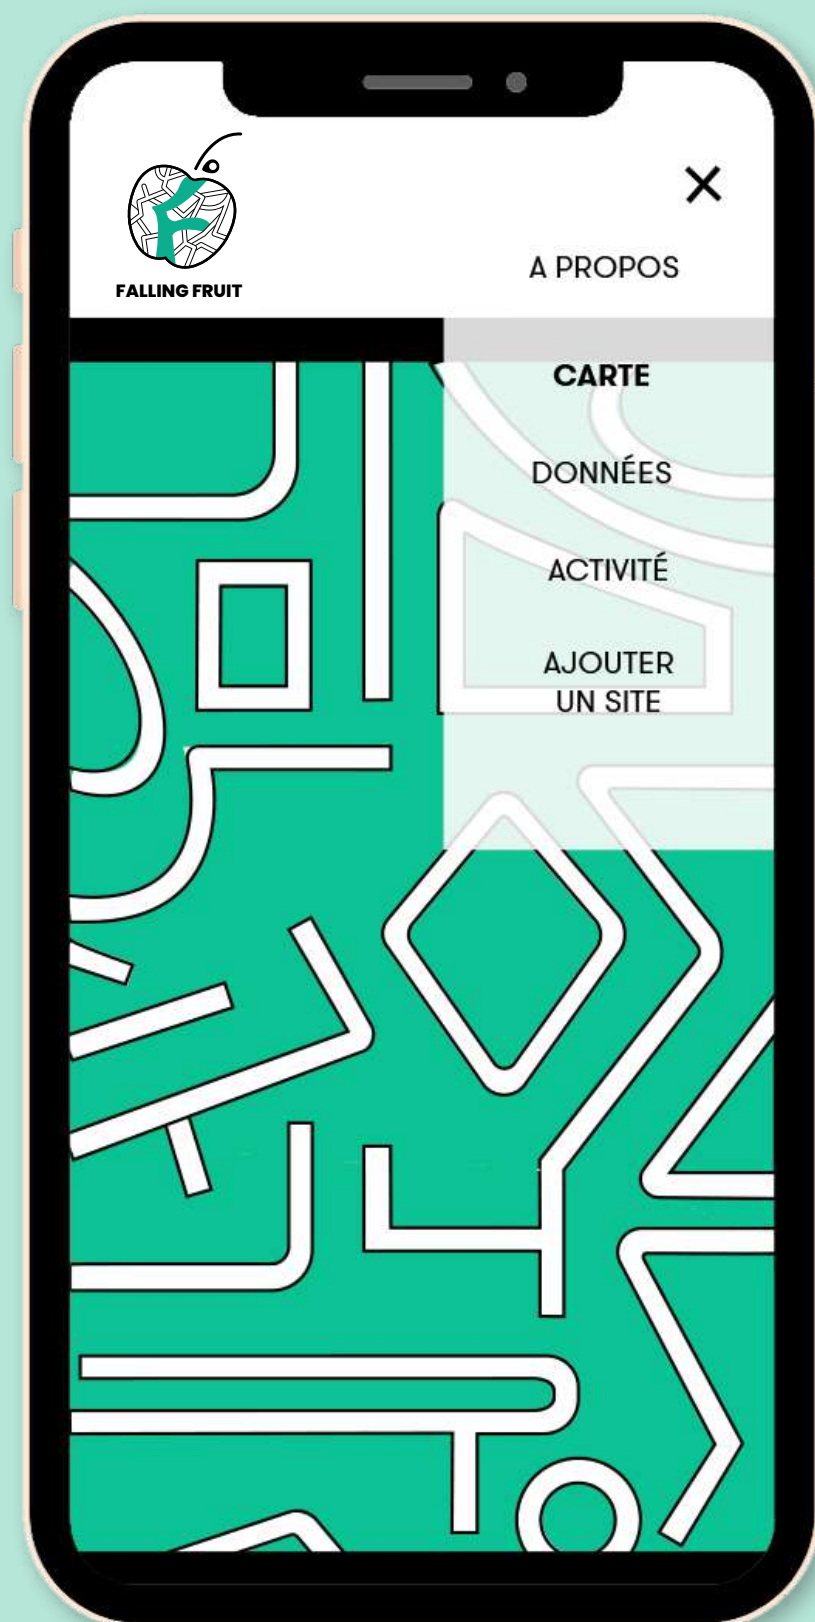 FALLING FRUIT
A PROPOS
CARTE
DONNÉES
ACTIVITÉ
AJOUTER
UN SITE